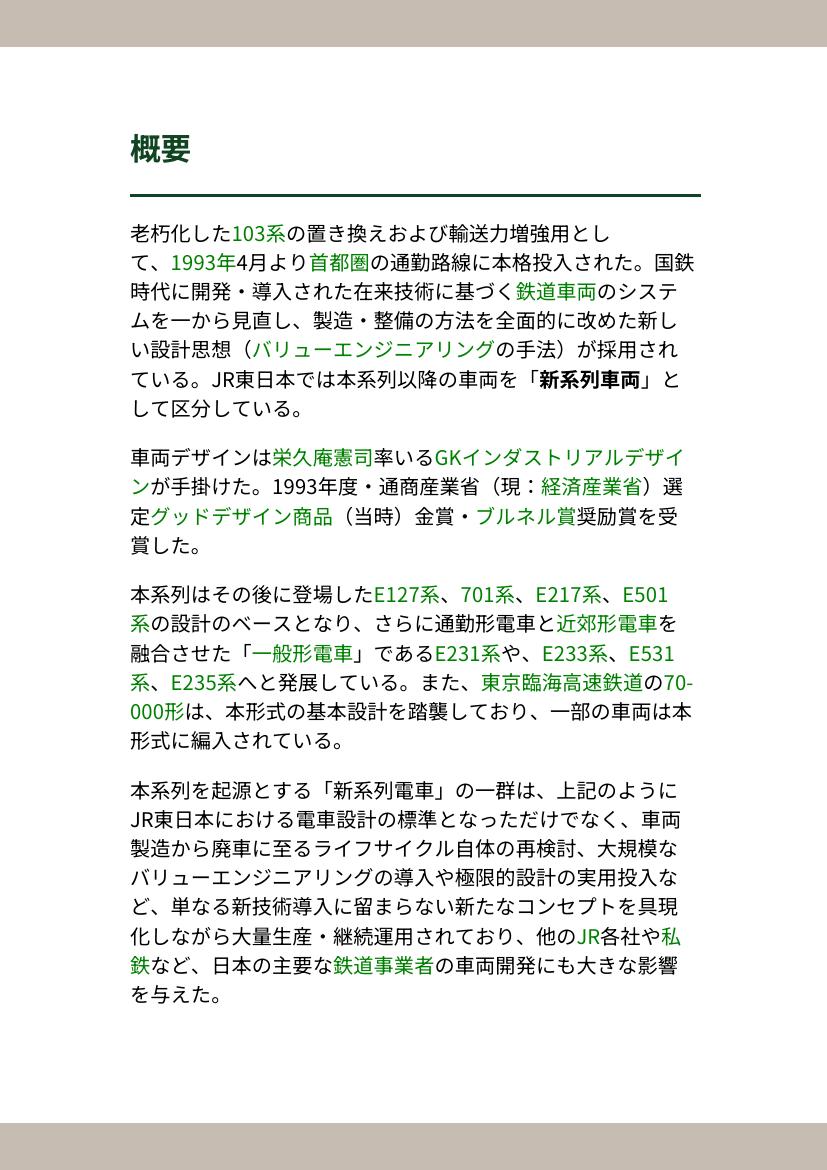 概要
老朽化した103系の置き換えおよび輸送力増強用とし
て、1993年4月より首都圏の通勤路線に本格投入された。国鉄
時代に開発・導入された在来技術に基づく鉄道車両のシステ
ムを一から見直し、製造・整備の方法を全面的に改めた新し
い設計思想（バリューエンジニアリングの手法）が採用され
ている。JR東日本では本系列以降の車両を「新系列車両」と
して区分している。
車両デザインは栄久庵憲司率いるGKインダストリアルデザイ
ンが手掛けた。1993年度・通商産業省（現：経済産業省）選
定グッドデザイン商品（当時）金賞・ブルネル賞奨励賞を受
賞した。
本系列はその後に登場したE127系、701系、E217系、E501
系の設計のベースとなり、さらに通勤形電車と近郊形電車を
融合させた「一般形電車」であるE231系や、E233系、E531
系、E235系へと発展している。また、東京臨海高速鉄道の70-
000形は、本形式の基本設計を踏襲しており、一部の車両は本
形式に編入されている。
本系列を起源とする「新系列電車」の一群は、上記のように
JR東日本における電車設計の標準となっただけでなく、車両
製造から廃車に至るライフサイクル自体の再検討、大規模な
バリューエンジニアリングの導入や極限的設計の実用投入な
ど、単なる新技術導入に留まらない新たなコンセプトを具現
化しながら大量生産・継続運用されており、他のJR各社や私
鉄など、日本の主要な鉄道事業者の車両開発にも大きな影響
を与えた。